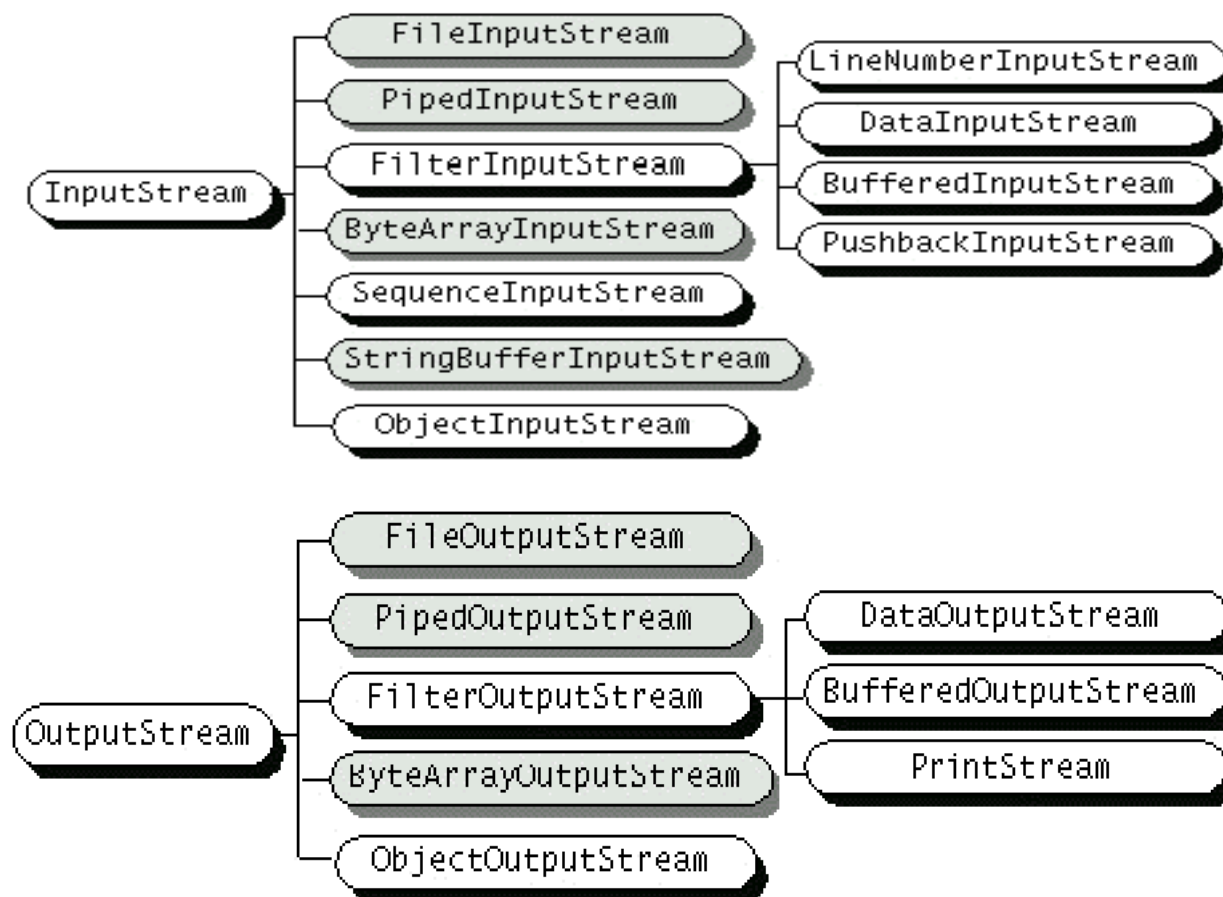 InputStream
FileInputStream
PipedInputStream
FilterInputStream
ByteArrayInputStream
SequenceInputStream
StringBufferInputStream
ObjectInputStream
LineNumberInputStream
DataInputStream
BufferedInputStream
PushbackInputStream
OutputStream
FileOutputStream
PipedOutputStream
FilterOutputStream
ByteArrayOutputStream
ObjectOutputStream
DataOutputStream
BufferedOutputStream
PrintStream